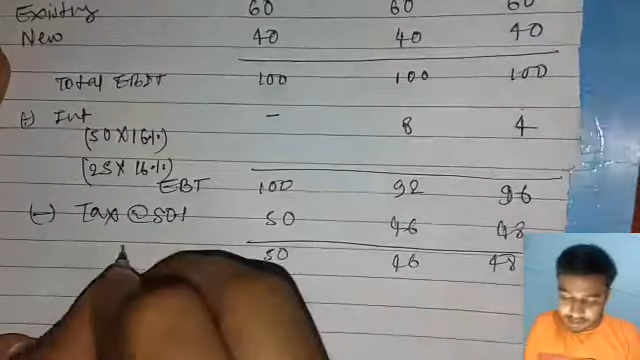 Existing 60 60 60
New 40 40 40
Total EIBDT 100 100 100
(-) Int - 8 4
(50 X 16%)
(25 X 16%)
EBT 100 92 96
(-) Tax @ 50% 50 46 48
50 46 48